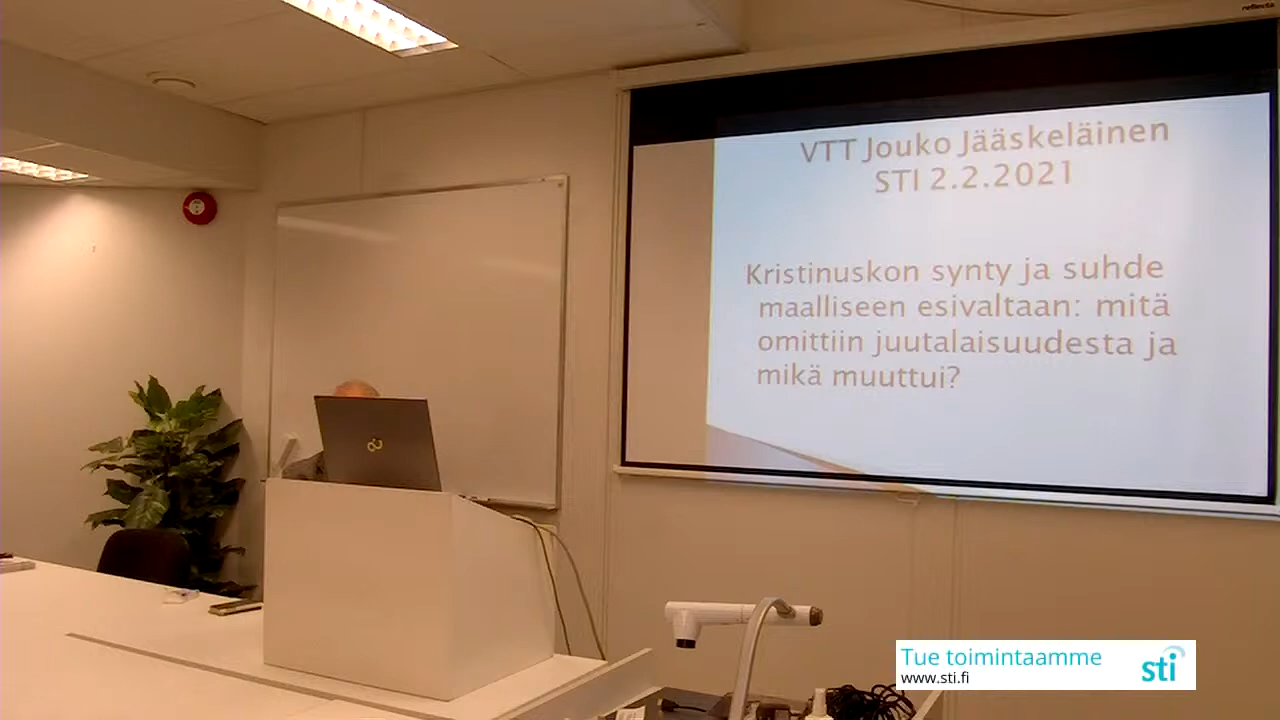 reflecta
VTT Jouko Jääskeläinen
STI 2.2.2021
Kristinuskon synty ja suhde
maalliseen esivaltaan: mitä
omittiin juutalaisuudesta ja
mikä muuttui?
Tue toimintaamme
www.sti.fi
sti